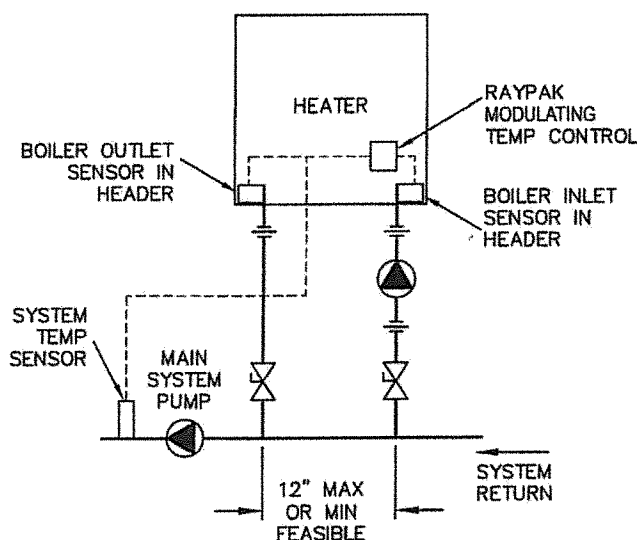 HEATER
RAYPAK
MODULATING
TEMP CONTROL
BOILER OUTLET
SENSOR IN
HEADER
BOILER INLET
SENSOR IN
HEADER
SYSTEM
TEMP
SENSOR
MAIN
SYSTEM
PUMP
SYSTEM
RETURN
12" MAX
OR MIN
FEASIBLE